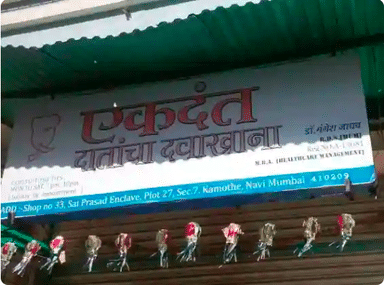 एकदंत
दातांचा दवाखाना
डॉ. मंगेश जाधव
B.D.S (MUM)
M.B.A. (HEALTHCARE MANAGEMENT)
ADD - Shop no 33, Sai Prasad Enclave, Plot 27, Sec.7, Kamothe, Navi Mumbai 410209